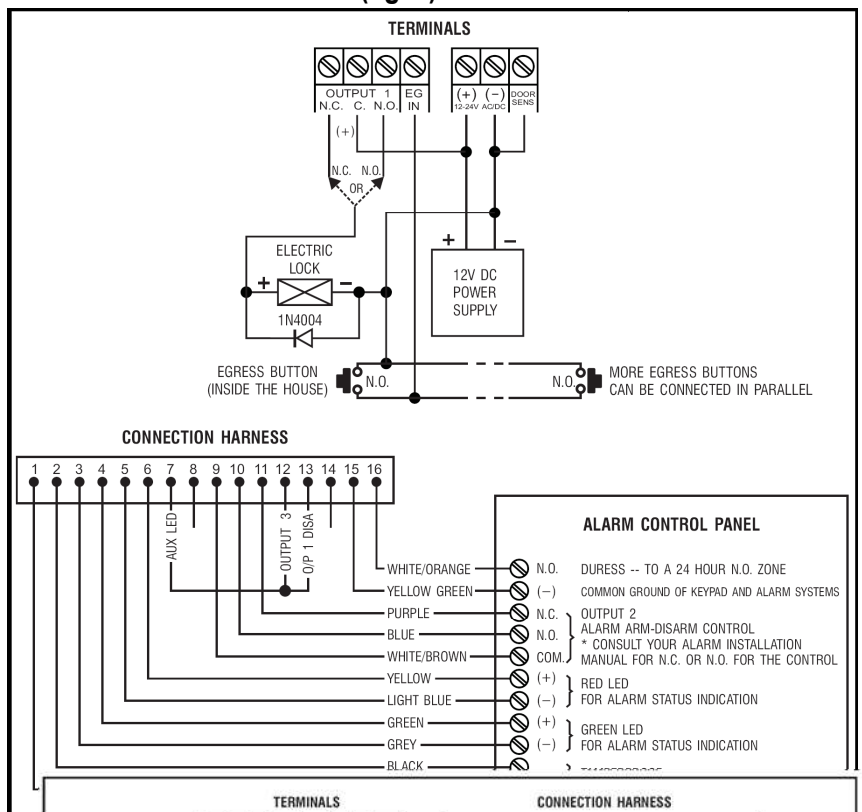 TERMINALS
OUTPUT 1
N.C. C. N.O.
EG
IN
(+) (−)
12-24V AC/DC
DOOR
SENS
(+)
N.C. N.O.
OR
ELECTRIC
LOCK
+ −
1N4004
+ −
12V DC
POWER
SUPPLY
EGRESS BUTTON
(INSIDE THE HOUSE)
N.O.
N.O.
MORE EGRESS BUTTONS
CAN BE CONNECTED IN PARALLEL
CONNECTION HARNESS
1 2 3 4 5 6 7 8 9 10 11 12 13 14 15 16
AUX LED
OUTPUT 3
O/P 1 DISA
ALARM CONTROL PANEL
WHITE/ORANGE N.O. DURESS -- TO A 24 HOUR N.O. ZONE
YELLOW GREEN (−) COMMON GROUND OF KEYPAD AND ALARM SYSTEMS
PURPLE N.C. OUTPUT 2
BLUE N.O. ALARM ARM-DISARM CONTROL
* CONSULT YOUR ALARM INSTALLATION
WHITE/BROWN COM. MANUAL FOR N.C. OR N.O. FOR THE CONTROL
YELLOW (+) RED LED
LIGHT BLUE (−) FOR ALARM STATUS INDICATION
GREEN (+) GREEN LED
GREY (−) FOR ALARM STATUS INDICATION
BLACK
TERMINALS CONNECTION HARNESS